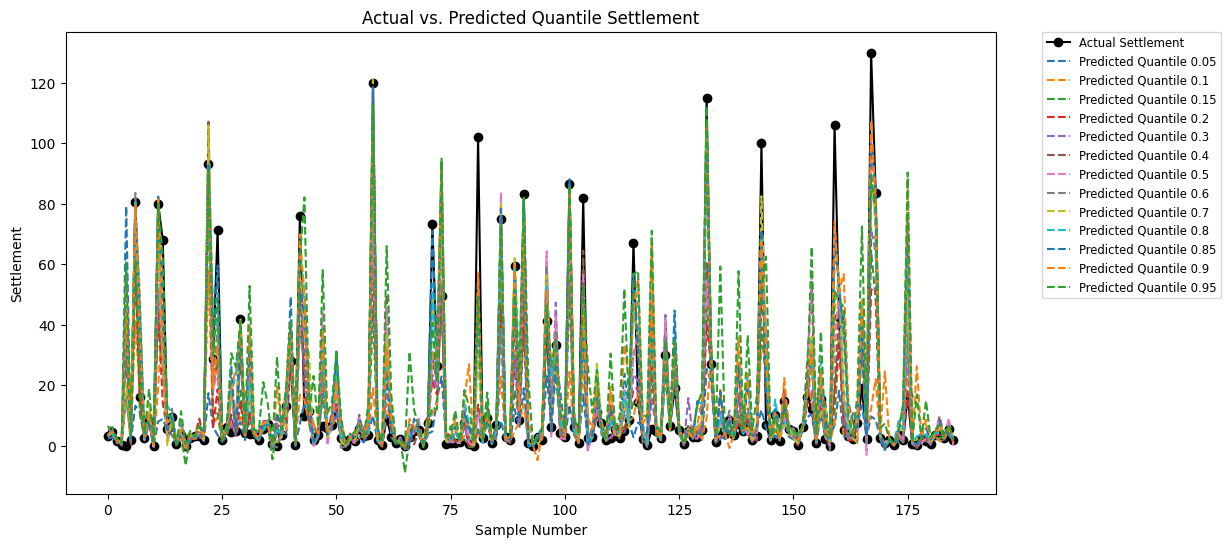 Actual vs. Predicted Quantile Settlement
Settlement
120
100
80
60
40
20
0
0 25 50 75 100 125 150 175
Sample Number
Actual Settlement
Predicted Quantile 0.05
Predicted Quantile 0.1
Predicted Quantile 0.15
Predicted Quantile 0.2
Predicted Quantile 0.3
Predicted Quantile 0.4
Predicted Quantile 0.5
Predicted Quantile 0.6
Predicted Quantile 0.7
Predicted Quantile 0.8
Predicted Quantile 0.85
Predicted Quantile 0.9
Predicted Quantile 0.95